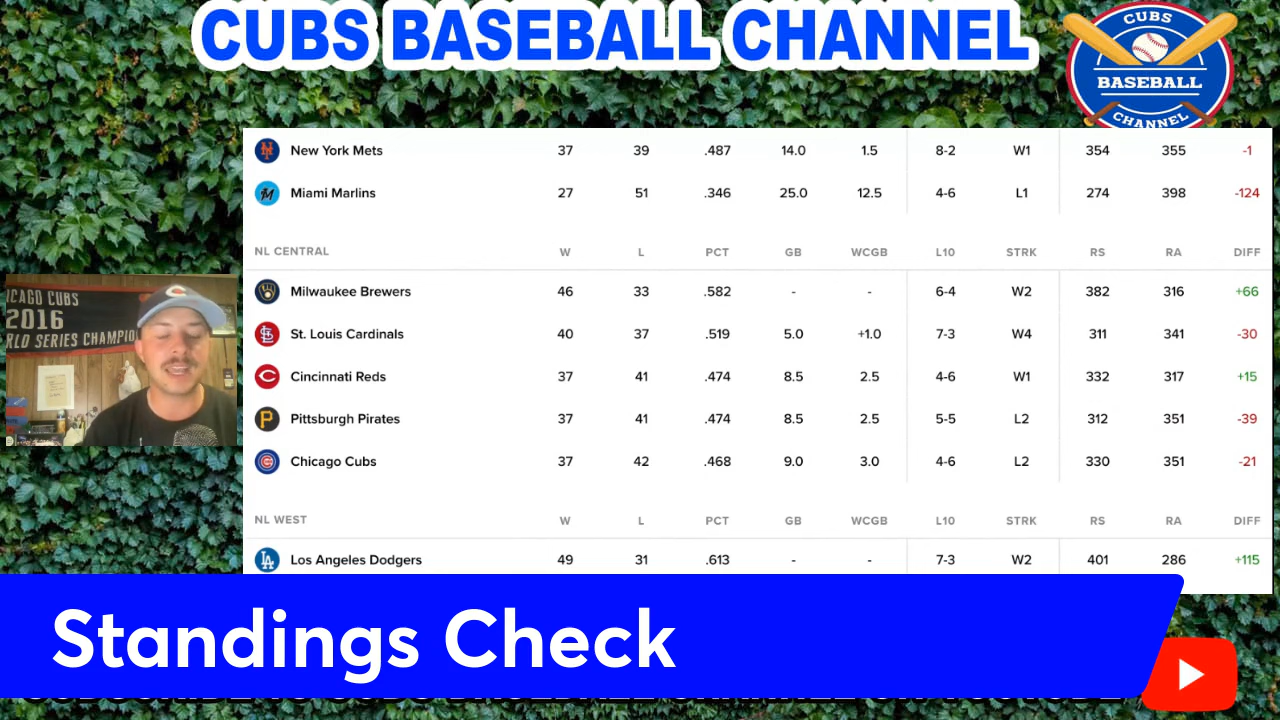 CUBS BASEBALL CHANNEL
CUBS
BASEBALL
CHANNEL
New York Mets 37 39 .487 14.0 1.5 8-2 W1 354 355 -1
Miami Marlins 27 51 .346 25.0 12.5 4-6 L1 274 398 -124
NL CENTRAL W L PCT GB WCGB L10 STRK RS RA DIFF
Milwaukee Brewers 46 33 .582 - - 6-4 W2 382 316 +66
St. Louis Cardinals 40 37 .519 5.0 +1.0 7-3 W4 311 341 -30
Cincinnati Reds 37 41 .474 8.5 2.5 4-6 W1 332 317 +15
Pittsburgh Pirates 37 41 .474 8.5 2.5 5-5 L2 312 351 -39
Chicago Cubs 37 42 .468 9.0 3.0 4-6 L2 330 351 -21
NL WEST W L PCT GB WCGB L10 STRK RS RA DIFF
Los Angeles Dodgers 49 31 .613 - - 7-3 W2 401 286 +115
ICAGO CUBS
2016
RLD SERIES CHAMPIO
Standings Check